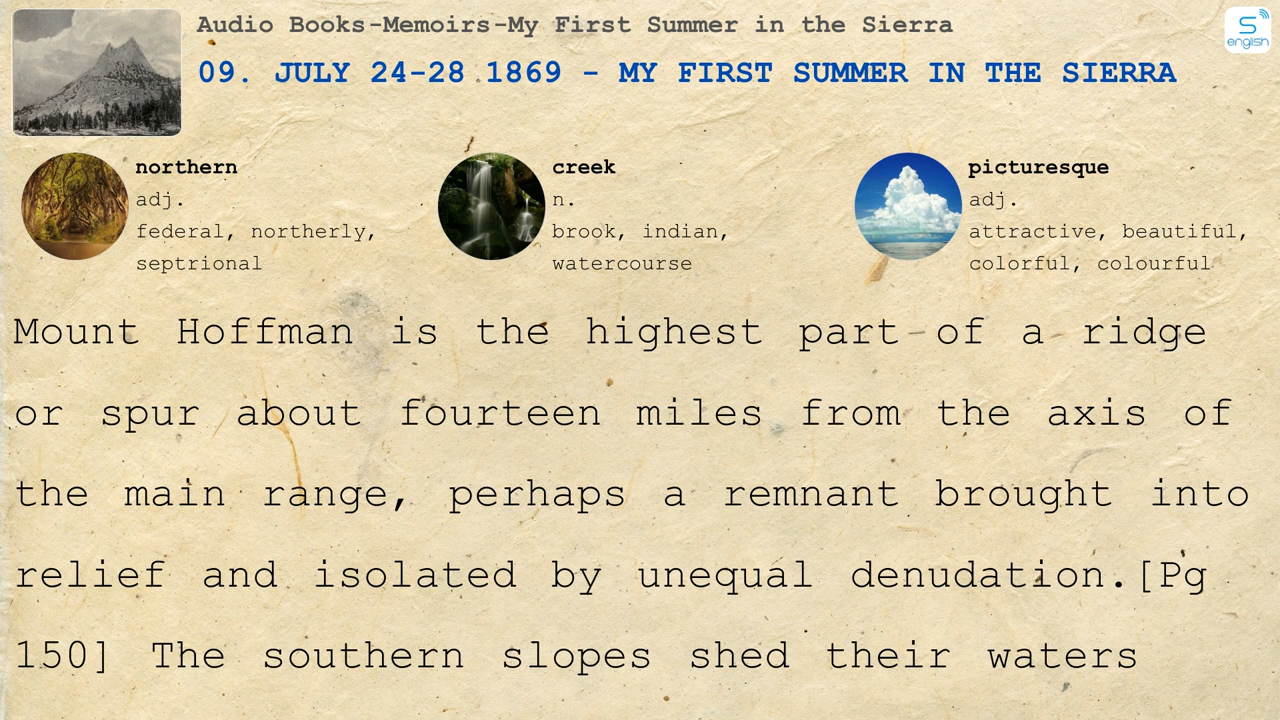 Audio Books-Memoirs-My First Summer in the Sierra
09. JULY 24-28 1869 - MY FIRST SUMMER IN THE SIERRA
S
english
northern
adj.
federal, northerly,
septrional
creek
n.
brook, indian,
watercourse
picturesque
adj.
attractive, beautiful,
colorful, colourful
Mount Hoffman is the highest part of a ridge
or spur about fourteen miles from the axis of
the main range, perhaps a remnant brought into
relief and isolated by unequal denudation.[Pg
150] The southern slopes shed their waters